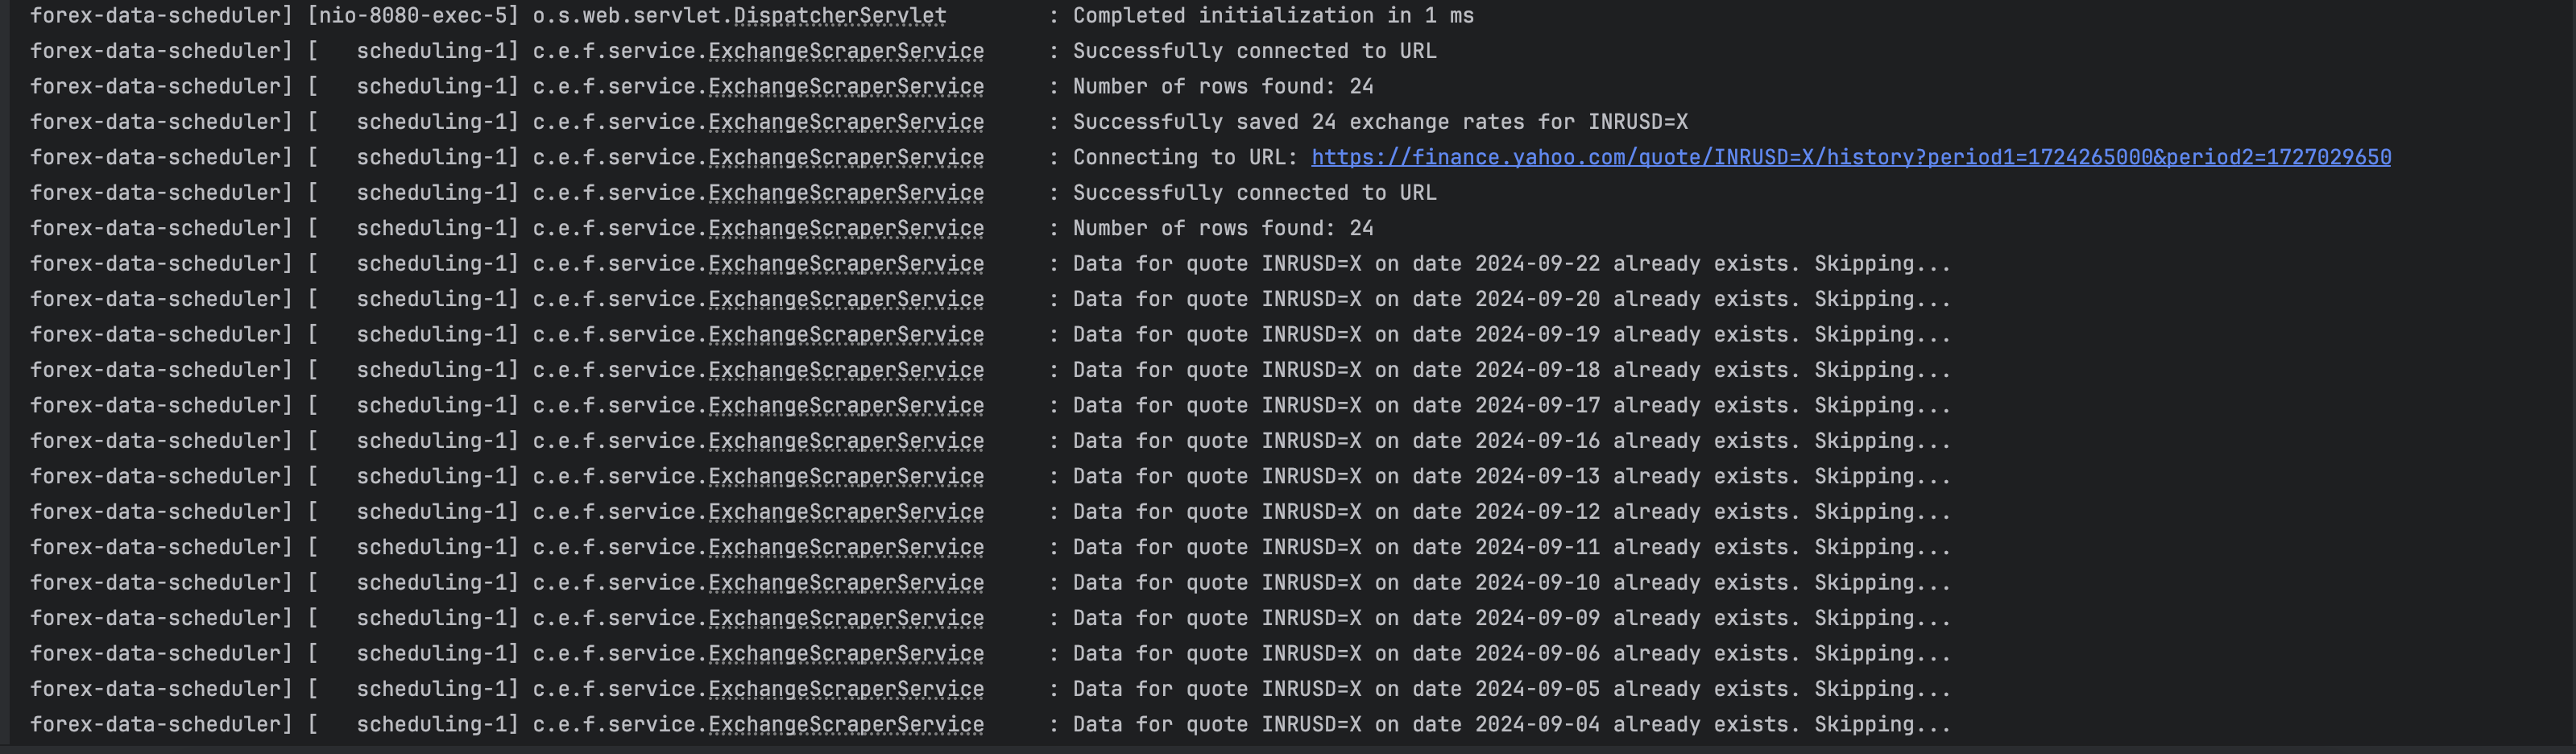 forex-data-scheduler] [nio-8080-exec-5] o.s.web.servlet.DispatcherServlet : Completed initialization in 1 ms
forex-data-scheduler] [ scheduling-1] c.e.f.service.ExchangeScraperService : Successfully connected to URL
forex-data-scheduler] [ scheduling-1] c.e.f.service.ExchangeScraperService : Number of rows found: 24
forex-data-scheduler] [ scheduling-1] c.e.f.service.ExchangeScraperService : Successfully saved 24 exchange rates for INRUSD=X
forex-data-scheduler] [ scheduling-1] c.e.f.service.ExchangeScraperService : Connecting to URL: https://finance.yahoo.com/quote/INRUSD=X/history?period1=1724265000&period2=1727029650
forex-data-scheduler] [ scheduling-1] c.e.f.service.ExchangeScraperService : Successfully connected to URL
forex-data-scheduler] [ scheduling-1] c.e.f.service.ExchangeScraperService : Number of rows found: 24
forex-data-scheduler] [ scheduling-1] c.e.f.service.ExchangeScraperService : Data for quote INRUSD=X on date 2024-09-22 already exists. Skipping...
forex-data-scheduler] [ scheduling-1] c.e.f.service.ExchangeScraperService : Data for quote INRUSD=X on date 2024-09-20 already exists. Skipping...
forex-data-scheduler] [ scheduling-1] c.e.f.service.ExchangeScraperService : Data for quote INRUSD=X on date 2024-09-19 already exists. Skipping...
forex-data-scheduler] [ scheduling-1] c.e.f.service.ExchangeScraperService : Data for quote INRUSD=X on date 2024-09-18 already exists. Skipping...
forex-data-scheduler] [ scheduling-1] c.e.f.service.ExchangeScraperService : Data for quote INRUSD=X on date 2024-09-17 already exists. Skipping...
forex-data-scheduler] [ scheduling-1] c.e.f.service.ExchangeScraperService : Data for quote INRUSD=X on date 2024-09-16 already exists. Skipping...
forex-data-scheduler] [ scheduling-1] c.e.f.service.ExchangeScraperService : Data for quote INRUSD=X on date 2024-09-13 already exists. Skipping...
forex-data-scheduler] [ scheduling-1] c.e.f.service.ExchangeScraperService : Data for quote INRUSD=X on date 2024-09-12 already exists. Skipping...
forex-data-scheduler] [ scheduling-1] c.e.f.service.ExchangeScraperService : Data for quote INRUSD=X on date 2024-09-11 already exists. Skipping...
forex-data-scheduler] [ scheduling-1] c.e.f.service.ExchangeScraperService : Data for quote INRUSD=X on date 2024-09-10 already exists. Skipping...
forex-data-scheduler] [ scheduling-1] c.e.f.service.ExchangeScraperService : Data for quote INRUSD=X on date 2024-09-09 already exists. Skipping...
forex-data-scheduler] [ scheduling-1] c.e.f.service.ExchangeScraperService : Data for quote INRUSD=X on date 2024-09-06 already exists. Skipping...
forex-data-scheduler] [ scheduling-1] c.e.f.service.ExchangeScraperService : Data for quote INRUSD=X on date 2024-09-05 already exists. Skipping...
forex-data-scheduler] [ scheduling-1] c.e.f.service.ExchangeScraperService : Data for quote INRUSD=X on date 2024-09-04 already exists. Skipping...